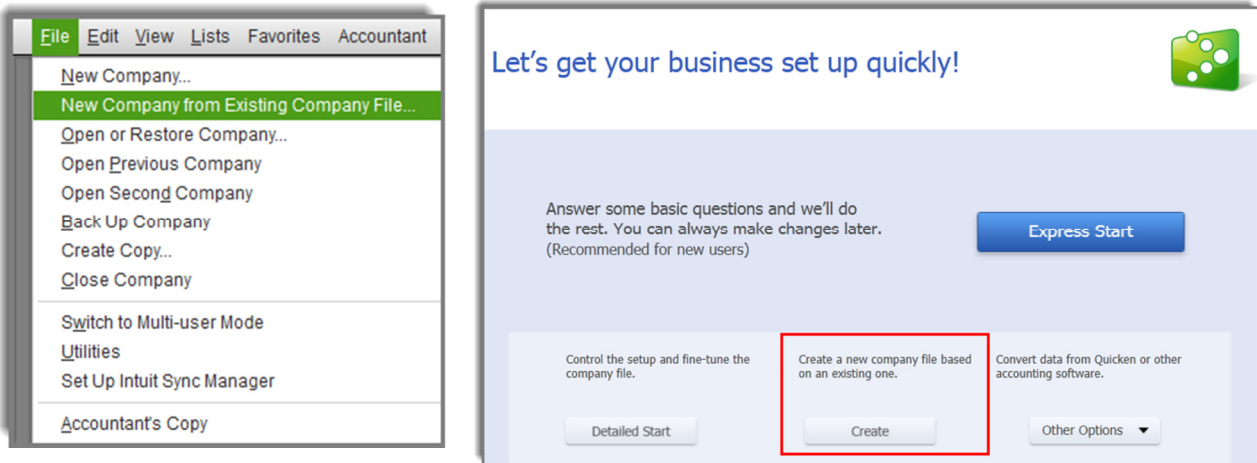 File Edit View Lists Favorites Accountant
New Company...
New Company from Existing Company File...
Open or Restore Company...
Open Previous Company
Open Second Company
Back Up Company
Create Copy...
Close Company
Switch to Multi-user Mode
Utilities
Set Up Intuit Sync Manager
Accountant's Copy
Let's get your business set up quickly!
Answer some basic questions and we'll do
the rest. You can always make changes later.
(Recommended for new users)
Express Start
Control the setup and fine-tune the
company file.
Detailed Start
Create a new company file based
on an existing one.
Create
Convert data from Quicken or other
accounting software.
Other Options